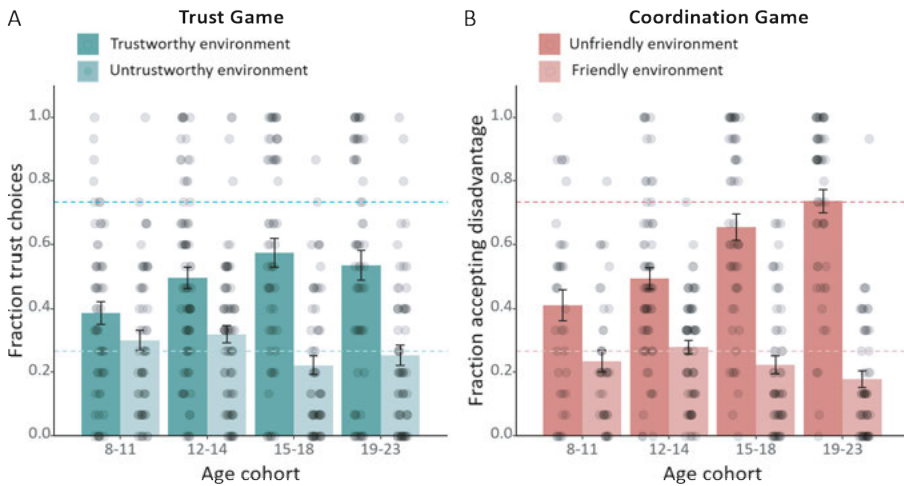 A
Trust Game
Trustworthy environment
Untrustworthy environment
Fraction trust choices
1.0
0.8
0.6
0.4
0.2
0.0
8-11
12-14
15-18
19-23
Age cohort
B
Coordination Game
Unfriendly environment
Friendly environment
Fraction accepting disadvantage
1.0
0.8
0.6
0.4
0.2
0.0
8-11
12-14
15-18
19-23
Age cohort